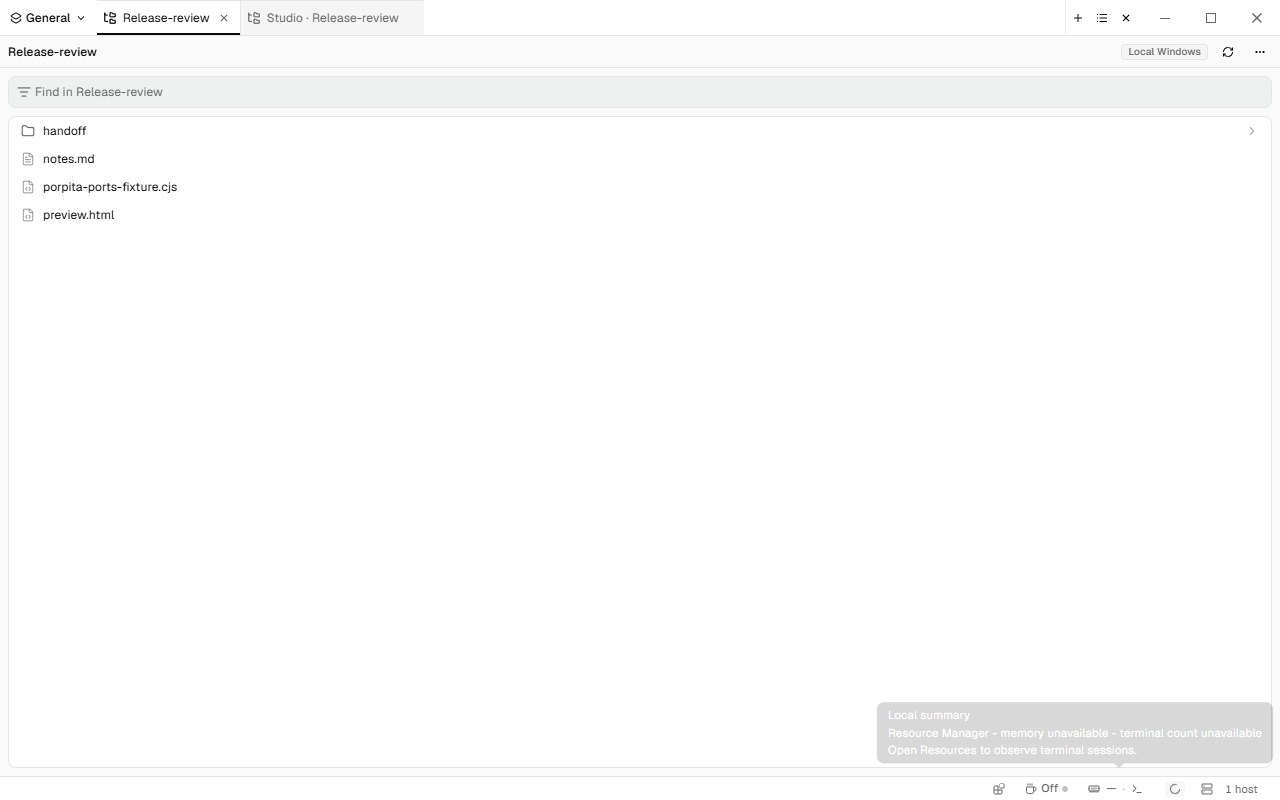 General
Release-review
Studio · Release-review
Release-review
Local Windows
Find in Release-review
handoff
notes.md
porpita-ports-fixture.cjs
preview.html
Local summary
Resource Manager - memory unavailable - terminal count unavailable
Open Resources to observe terminal sessions.
Off
— ·
1 host